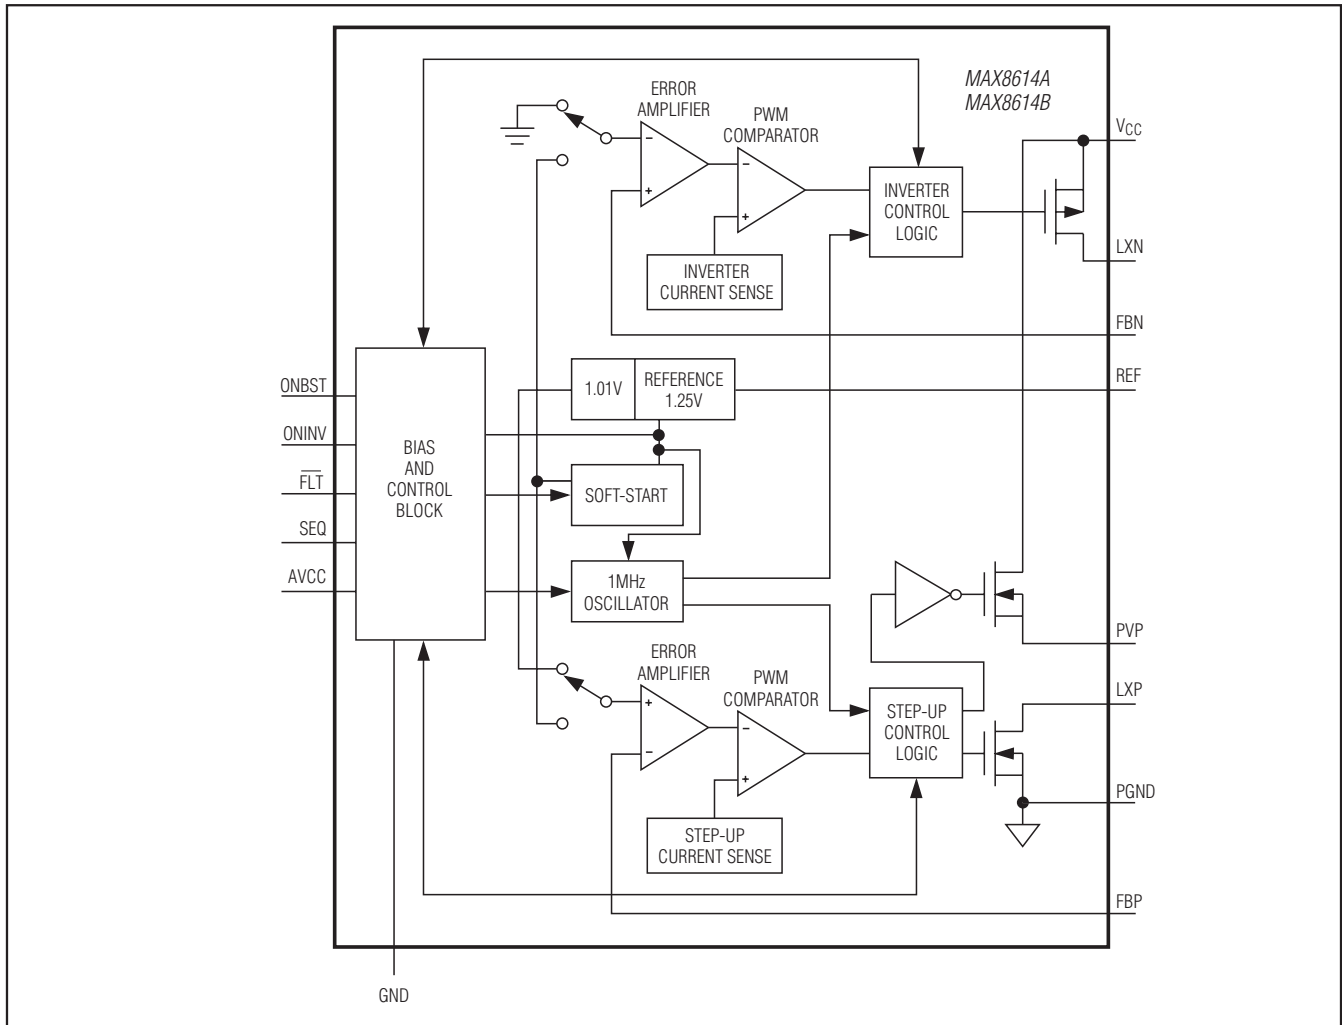 MAX8614A
MAX8614B
ERROR
AMPLIFIER
PWM
COMPARATOR
−
+
−
+
INVERTER
CONTROL
LOGIC
INVERTER
CURRENT SENSE
VCC
LXN
FBN
REF
1.01V
REFERENCE
1.25V
ONBST
ONINV
FLT
SEQ
AVCC
BIAS
AND
CONTROL
BLOCK
SOFT-START
1MHz
OSCILLATOR
ERROR
AMPLIFIER
PWM
COMPARATOR
+
−
−
+
STEP-UP
CONTROL
LOGIC
STEP-UP
CURRENT SENSE
PVP
LXP
PGND
FBP
GND